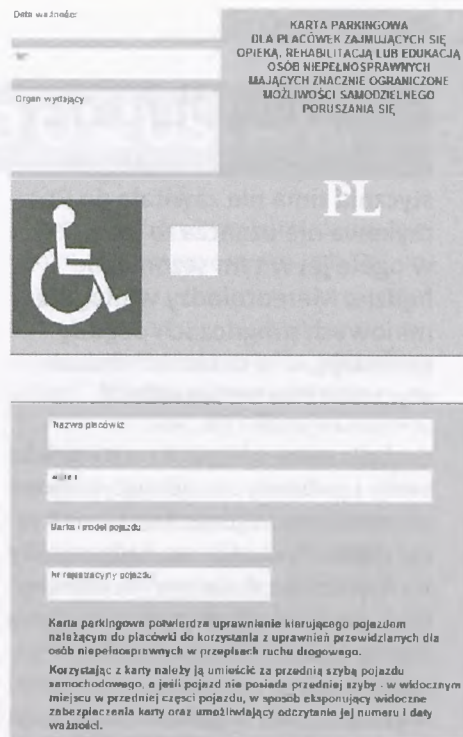 Data ważności:
Nr:
Organ wydający
KARTA PARKINGOWA
DLA PLACÓWEK ZAJMUJĄCYCH SIĘ
OPIEKĄ, REHABILITACJĄ LUB EDUKACJĄ
OSÓB NIEPEŁNOSPRAWNYCH
MAJĄCYCH ZNACZNIE OGRANICZONE
MOŻLIWOŚCI SAMODZIELNEGO
PORUSZANIA SIĘ
PL
Nazwa placówki:
Adres
Marka i model pojazdu
Nr rejestracyjny pojazdu
Karta parkingowa potwierdza uprawnienie kierującego pojazdem
należącym do placówki do korzystania z uprawnień przewidzianych dla
osób niepełnosprawnych w przepisach ruchu drogowego.
Korzystając z karty należy ją umieścić za przednią szybą pojazdu
samochodowego, a jeśli pojazd nie posiada przedniej szyby - w widocznym
miejscu w przedniej części pojazdu, w sposób eksponujący widoczne
zabezpieczenia karty oraz umożliwiający odczytanie jej numeru i daty
ważności.